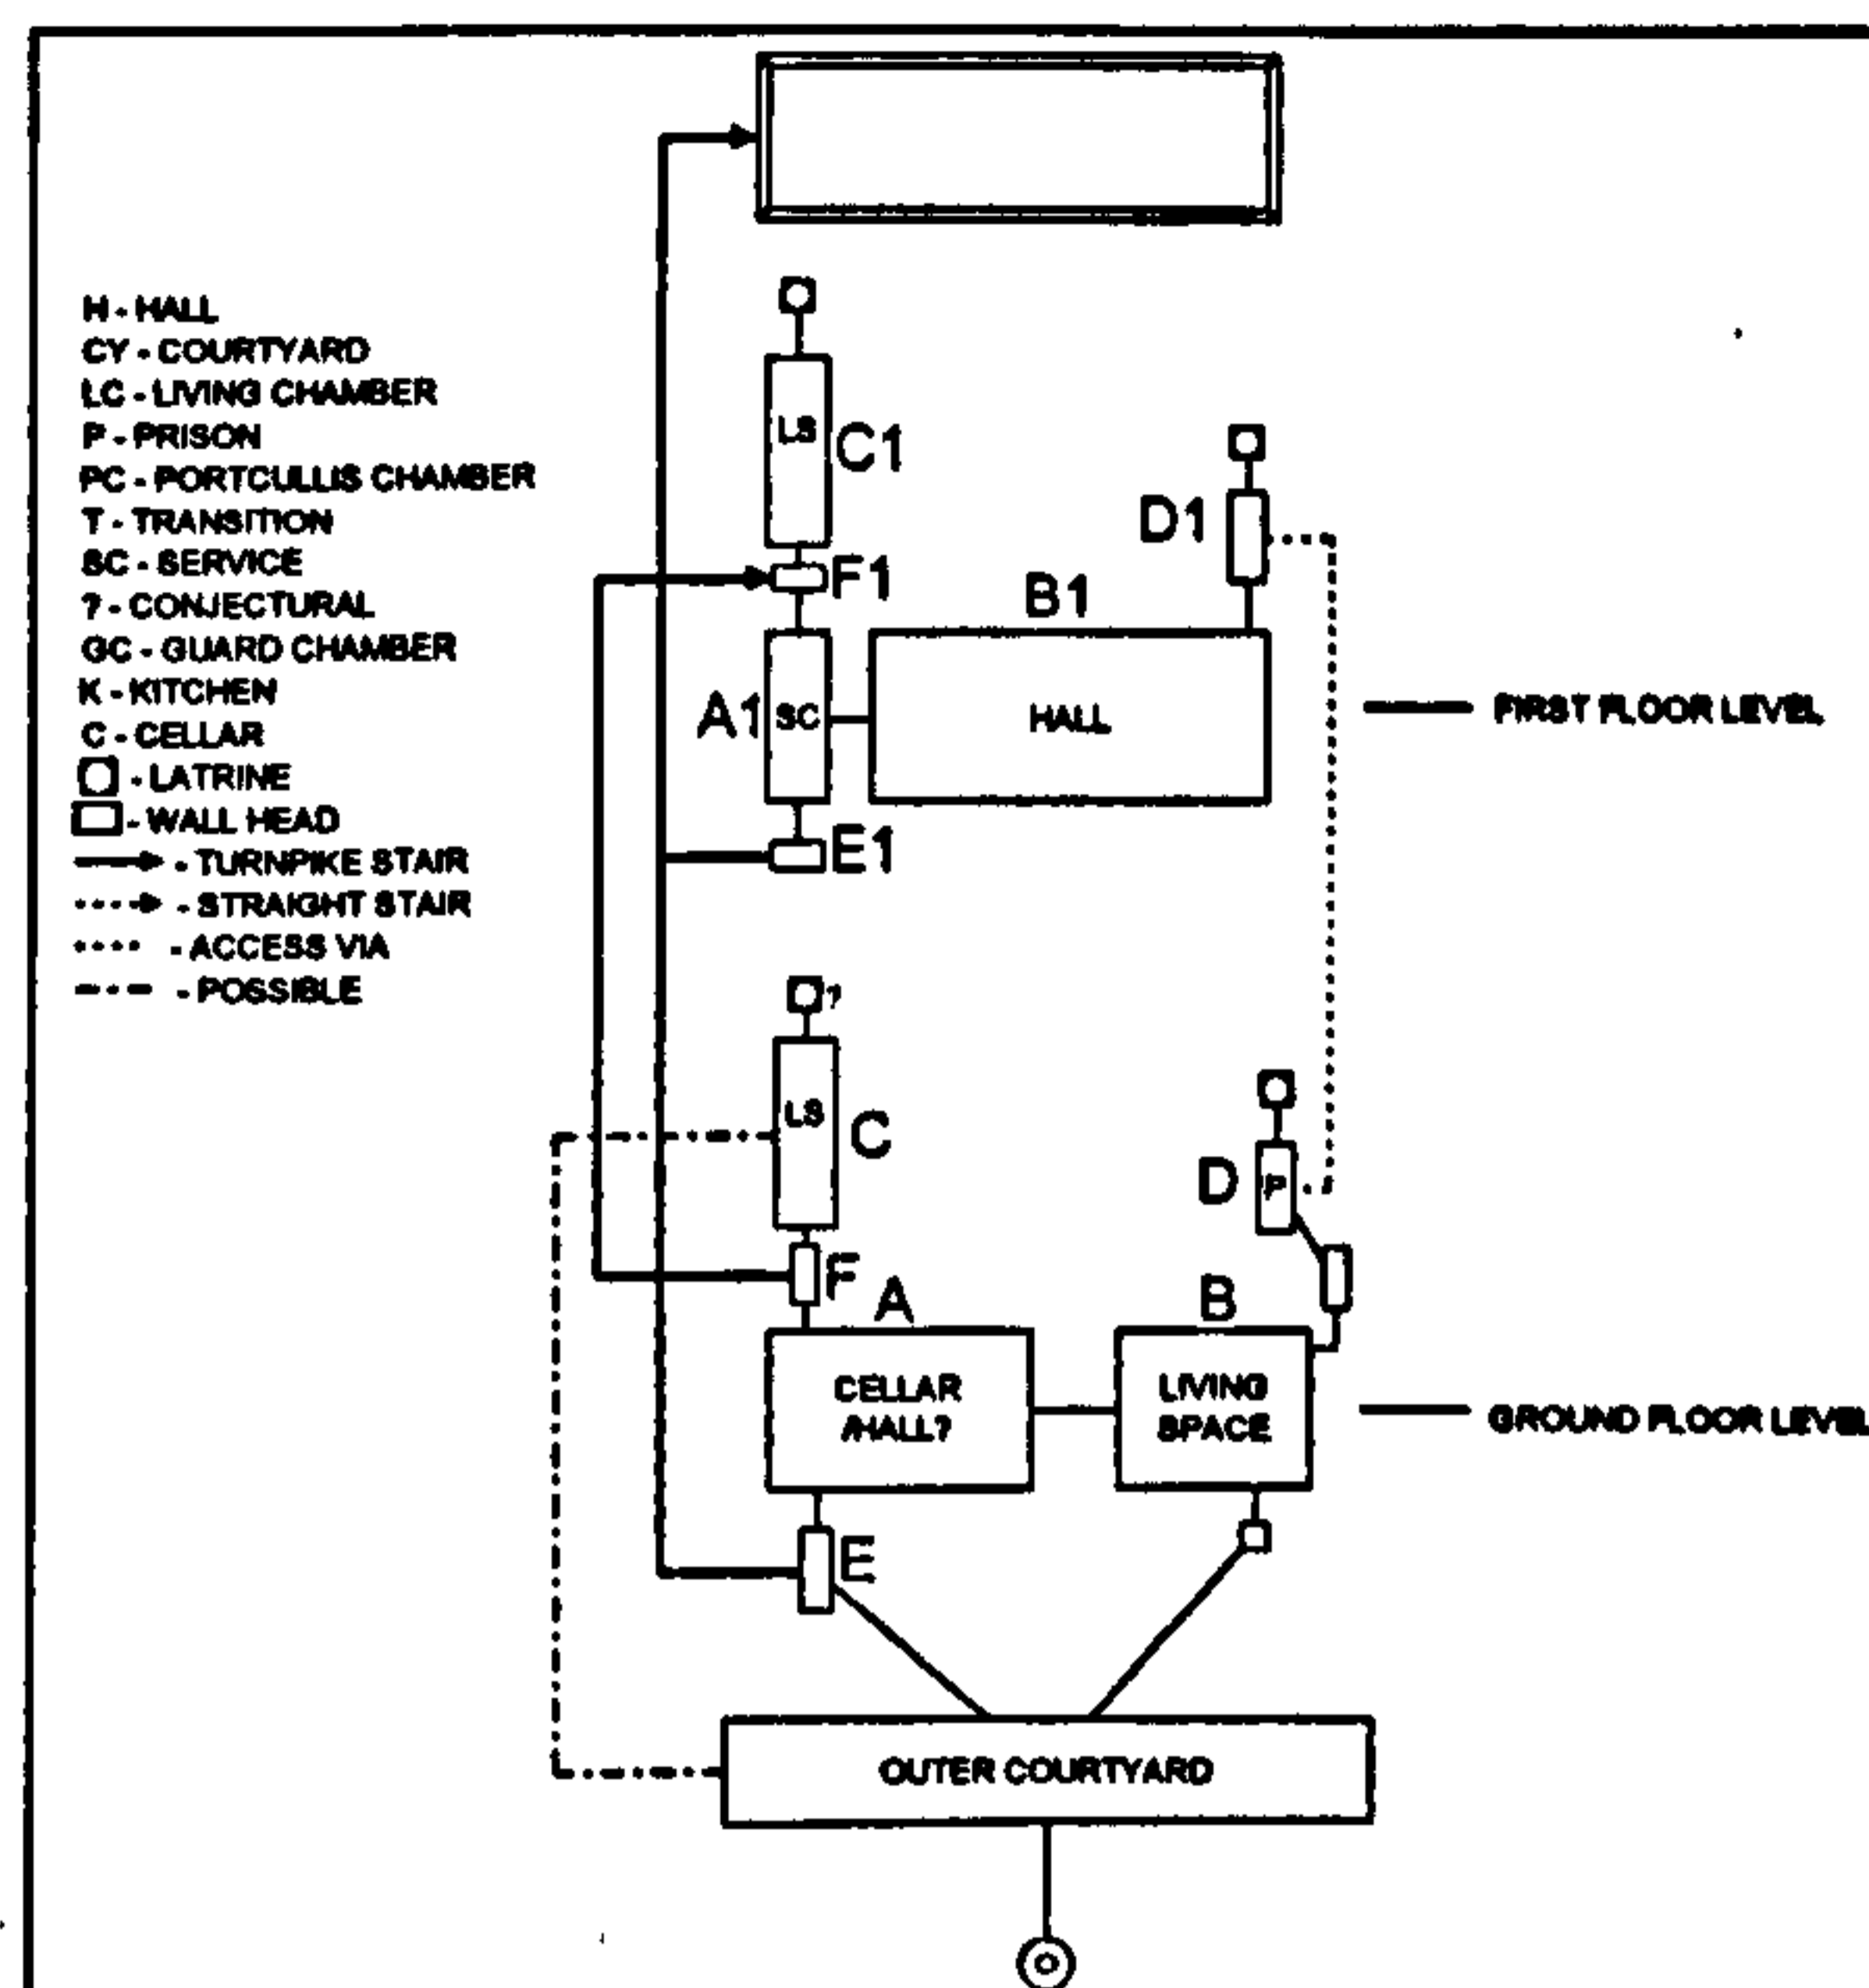 H - HALL
CY - COURTYARD
LC - LIVING CHAMBER
P - PRISON
PC - PORTCULLIS CHAMBER
T - TRANSITION
SC - SERVICE
? - CONJECTURAL
GC - GUARD CHAMBER
K - KITCHEN
C - CELLAR
- LATRINE
- WALL HEAD
- TURNPIKE STAIR
- STRAIGHT STAIR
- ACCESS VIA
- POSSIBLE
LS
C1
D1
F1
B1
A1
SC
HALL
FIRST FLOOR LEVEL
E1
?
LS
C
D
P
F
A
B
CELLAR
/HALL?
LIVING
SPACE
GROUND FLOOR LEVEL
E
OUTER COURTYARD